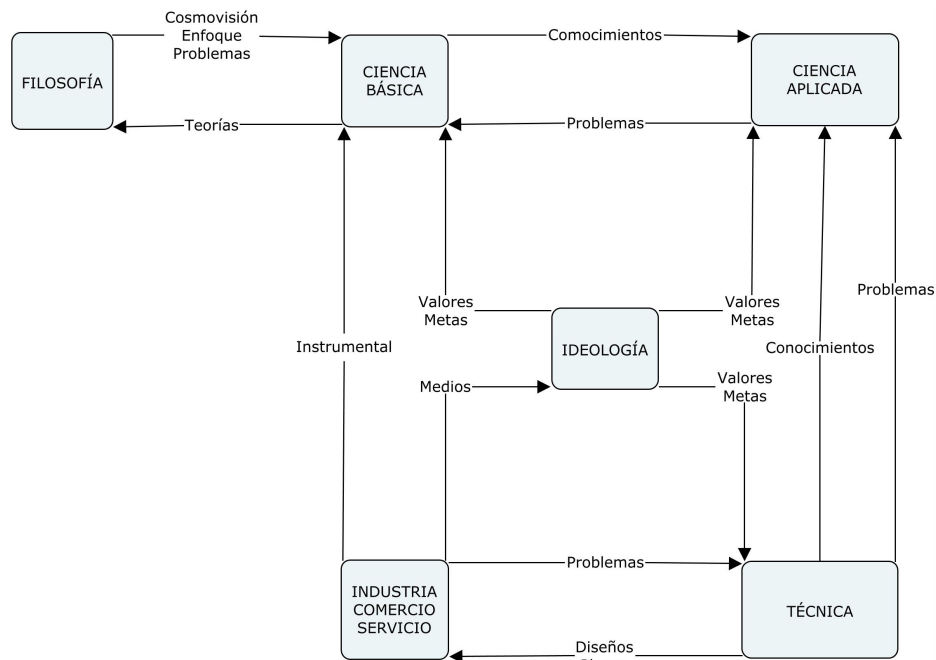 Cosmovisión
Enfoque
Problemas
Comocimientos
FILOSOFÍA
CIENCIA
BÁSICA
CIENCIA
APLICADA
Teorías
Problemas
Problemas
Valores
Metas
Valores
Metas
Instrumental
IDEOLOGÍA
Conocimientos
Medios
Valores
Metas
Problemas
INDUSTRIA
COMERCIO
SERVICIO
TÉCNICA
Diseños